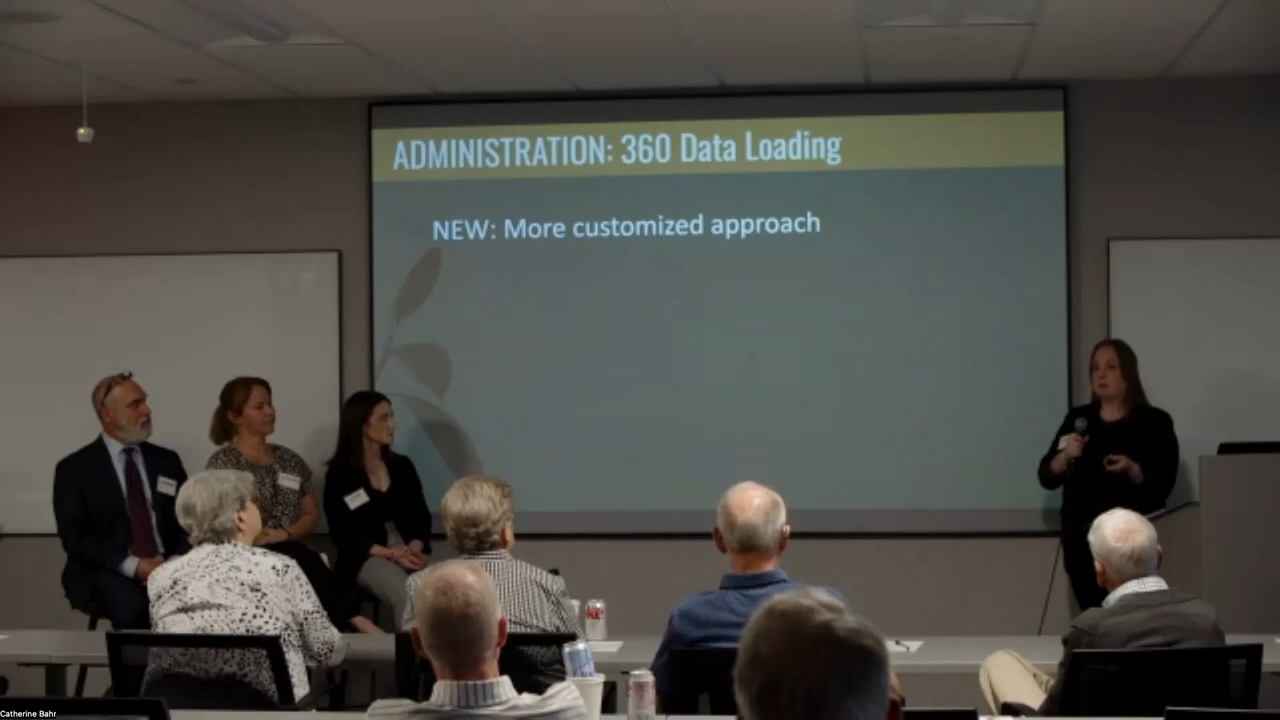 ADMINISTRATION: 360 Data Loading
NEW: More customized approach
Catherine Bahr